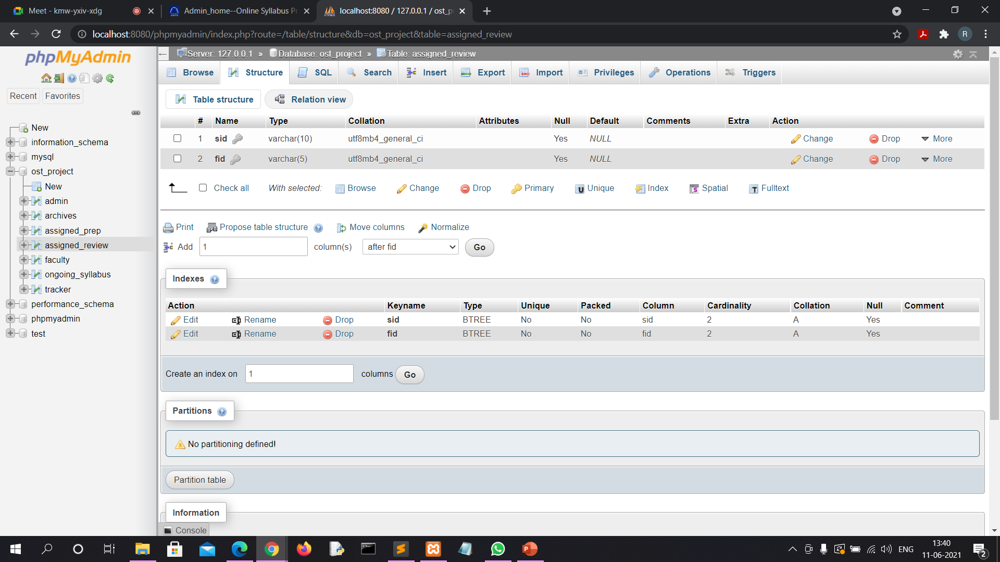 Meet - kmw-yxiv-xdg
Admin_home--Online Syllabus Pr
localhost:8080 / 127.0.0.1 / ost_p
localhost:8080/phpmyadmin/index.php?route=/table/structure&db=ost_project&table=assigned_review
R
phpMyAdmin
Recent
Favorites
New
information_schema
mysql
ost_project
New
admin
archives
assigned_prep
assigned_review
faculty
ongoing_syllabus
tracker
performance_schema
phpmyadmin
test
Server: 127.0.0.1 » Database: ost_project » Table: assigned_review
Browse Structure SQL Search Insert Export Import Privileges Operations Triggers
Table structure Relation view
# Name Type Collation Attributes Null Default Comments Extra Action
1 sid varchar(10) utf8mb4_general_ci Yes NULL Change Drop More
2 fid varchar(5) utf8mb4_general_ci Yes NULL Change Drop More
Check all With selected: Browse Change Drop Primary Unique Index Spatial Fulltext
Print Propose table structure Move columns Normalize
Add 1 column(s) after fid Go
Indexes
Action Keyname Type Unique Packed Column Cardinality Collation Null Comment
Edit Rename Drop sid BTREE No No sid 2 A Yes
Edit Rename Drop fid BTREE No No fid 2 A Yes
Create an index on 1 columns Go
Partitions
No partitioning defined!
Partition table
Information
Console
ENG
13:40
11-06-2021
2